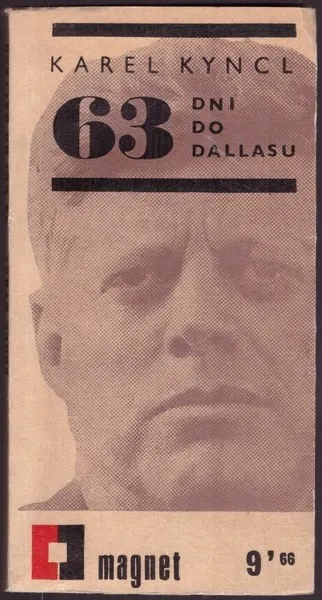 KAREL KYNCL
63 DNI
DO
DALLASU
magnet 9’66